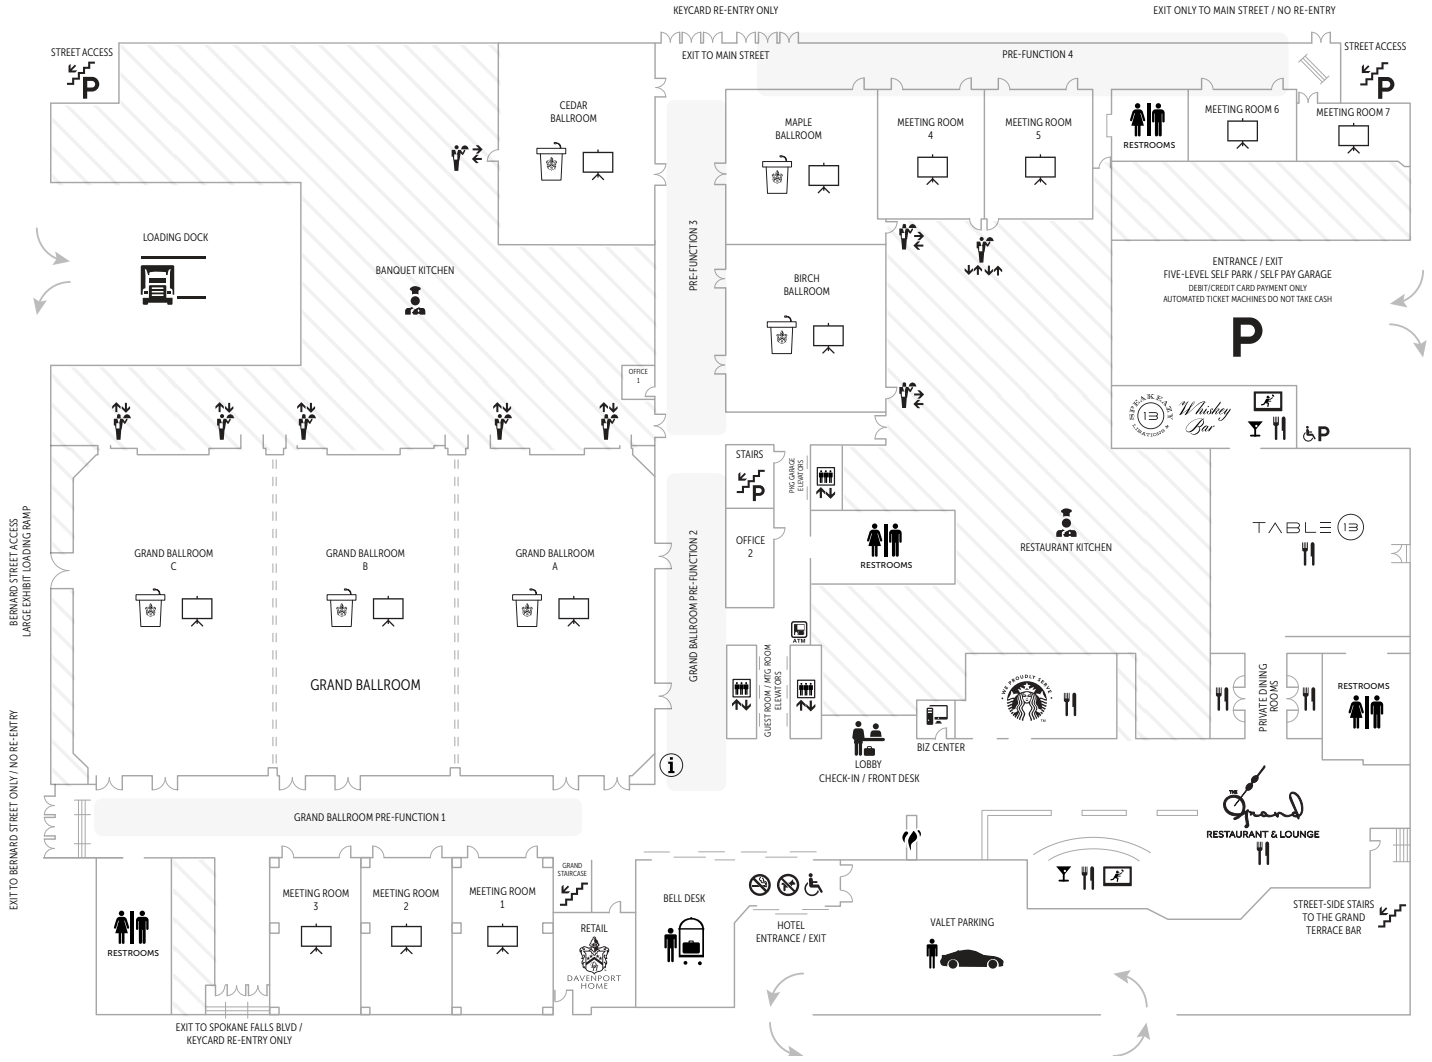 KEYCARD RE-ENTRY ONLY
EXIT ONLY TO MAIN STREET / NO RE-ENTRY
STREET ACCESS
P
EXIT TO MAIN STREET
PRE-FUNCTION 4
STREET ACCESS
P
CEDAR
BALLROOM
MAPLE
BALLROOM
MEETING ROOM
4
MEETING ROOM
5
RESTROOMS
MEETING ROOM 6
MEETING ROOM 7
LOADING DOCK
BANQUET KITCHEN
PRE-FUNCTION 3
BIRCH
BALLROOM
ENTRANCE / EXIT
FIVE-LEVEL SELF PARK / SELF PAY GARAGE
DEBIT/CREDIT CARD PAYMENT ONLY
AUTOMATED TICKET MACHINES DO NOT TAKE CASH
P
OFFICE
1
SPEAKEAZY
13
LIBATIONS &
Whiskey
Bar
P
STAIRS
P
PKG GARAGE
ELEVATORS
BERNARD STREET ACCESS
LARGE EXHIBIT LOADING RAMP
GRAND BALLROOM
C
GRAND BALLROOM
B
GRAND BALLROOM
A
GRAND BALLROOM PRE-FUNCTION 2
OFFICE
2
RESTROOMS
RESTAURANT KITCHEN
TABLE 13
ATM
GRAND BALLROOM
GUEST ROOM / MTG ROOM
ELEVATORS
WE PROUDLY SERVE
TM
PRIVATE DINING
ROOMS
RESTROOMS
EXIT TO BERNARD STREET ONLY / NO RE-ENTRY
i
LOBBY
CHECK-IN / FRONT DESK
BIZ CENTER
GRAND BALLROOM PRE-FUNCTION 1
THE
Grand
RESTAURANT & LOUNGE
RESTROOMS
MEETING ROOM
3
MEETING ROOM
2
MEETING ROOM
1
GRAND
STAIRCASE
RETAIL
DAVENPORT
HOME
BELL DESK
HOTEL
ENTRANCE / EXIT
VALET PARKING
STREET-SIDE STAIRS
TO THE GRAND
TERRACE BAR
EXIT TO SPOKANE FALLS BLVD /
KEYCARD RE-ENTRY ONLY